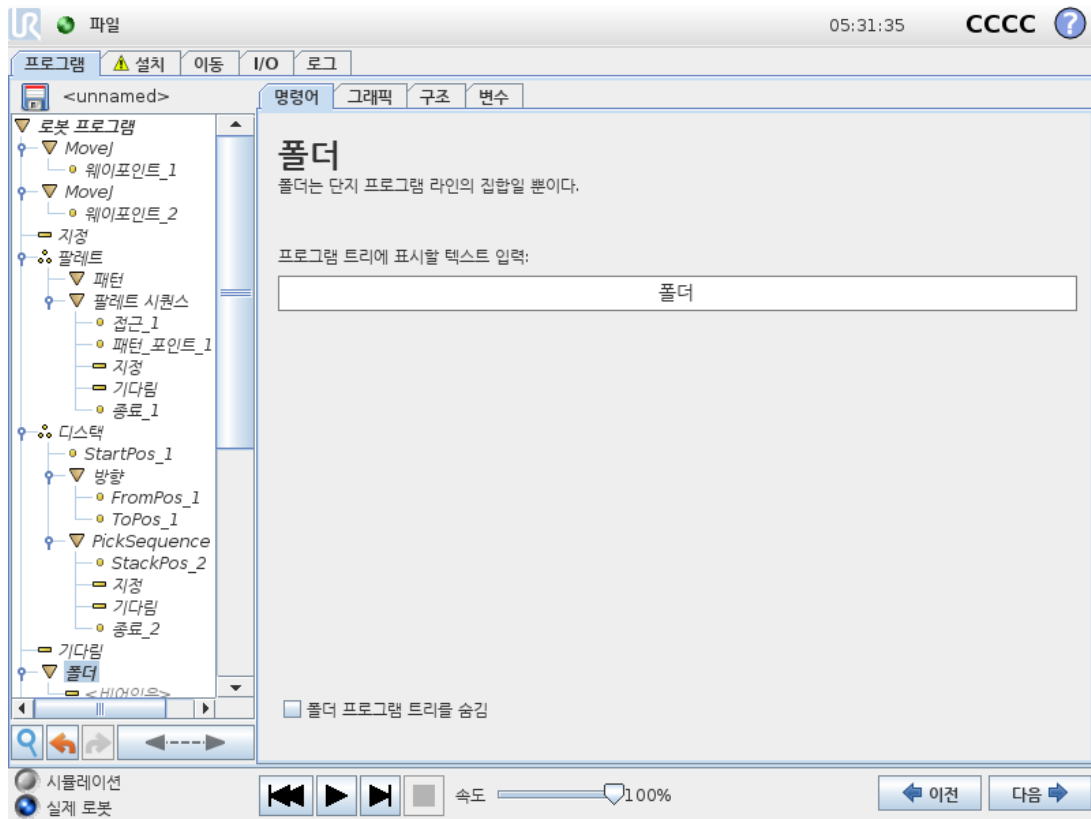 UR 파일 05:31:35 CCCC ?
프로그램 설치 이동 I/O 로그
<unnamed> 명령어 그래픽 구조 변수
로봇 프로그램
MoveJ
웨이포인트_1
MoveJ
웨이포인트_2
지정
팔레트
패턴
팔레트 시퀀스
접근_1
패턴_포인트_1
지정
기다림
종료_1
디스택
StartPos_1
방향
FromPos_1
ToPos_1
PickSequence
StackPos_2
지정
기다림
종료_2
기다림
폴더
<비어있음>
폴더
폴더는 단지 프로그램 라인의 집합일 뿐이다.
프로그램 트리에 표시할 텍스트 입력:
폴더
폴더 프로그램 트리를 숨김
시뮬레이션
실제 로봇
속도 100%
이전 다음